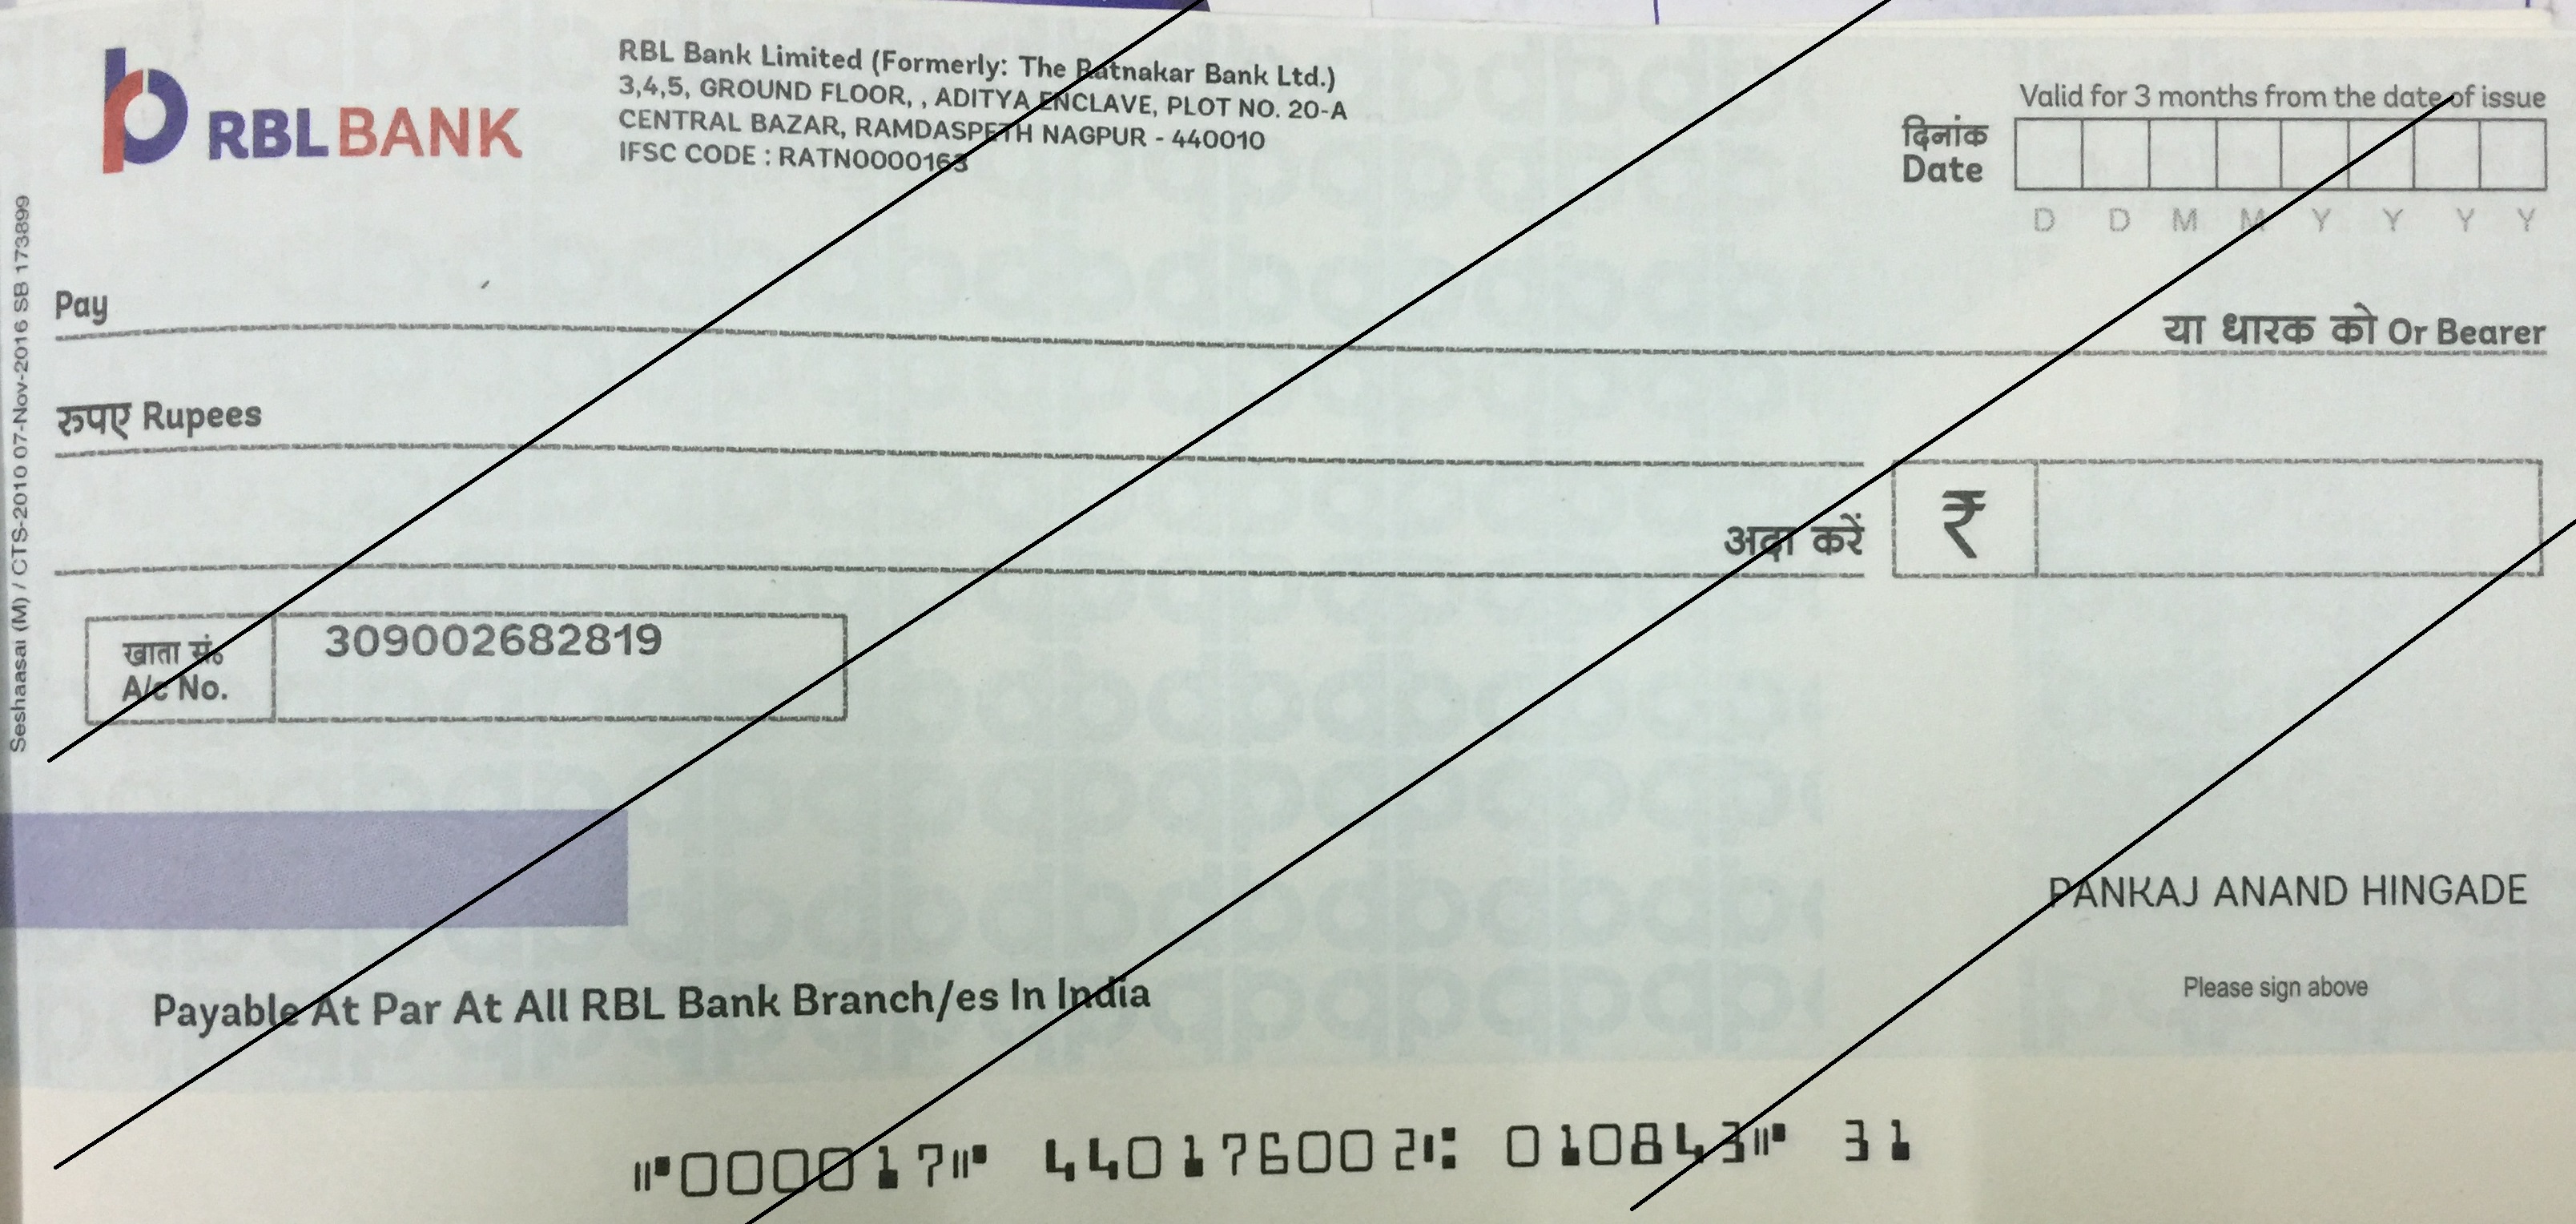 RBL BANK
RBL Bank Limited (Formerly: The Ratnakar Bank Ltd.)
3,4,5, GROUND FLOOR, , ADITYA ENCLAVE, PLOT NO. 20-A
CENTRAL BAZAR, RAMDASPETH NAGPUR - 440010
IFSC CODE : RATN0000163
Valid for 3 months from the date of issue
दिनांक
Date
D D M M Y Y Y Y
Seshaasai (M) / CTS-2010 07-Nov-2016 SB 173899
Pay
या धारक को Or Bearer
रुपए Rupees
अदा करें ₹
खाता सं॰
A/c No.
309002682819
PANKAJ ANAND HINGADE
Please sign above
Payable At Par At All RBL Bank Branch/es In India
⑈000017⑈ 440176002⑆ 010843⑈ 31